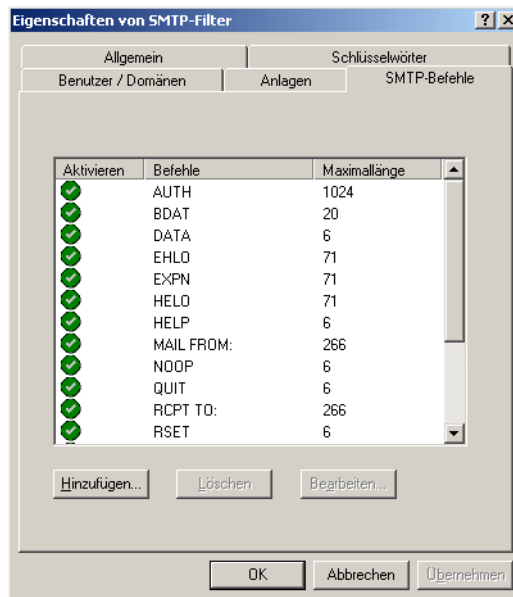 Eigenschaften von SMTP-Filter
Allgemein Schlüsselwörter
Benutzer / Domänen Anlagen SMTP-Befehle
Aktivieren Befehle Maximallänge
AUTH 1024
BDAT 20
DATA 6
EHLO 71
EXPN 71
HELO 71
HELP 6
MAIL FROM: 266
NOOP 6
QUIT 6
RCPT TO: 266
RSET 6
Hinzufügen... Löschen Bearbeiten...
OK Abbrechen Übernehmen